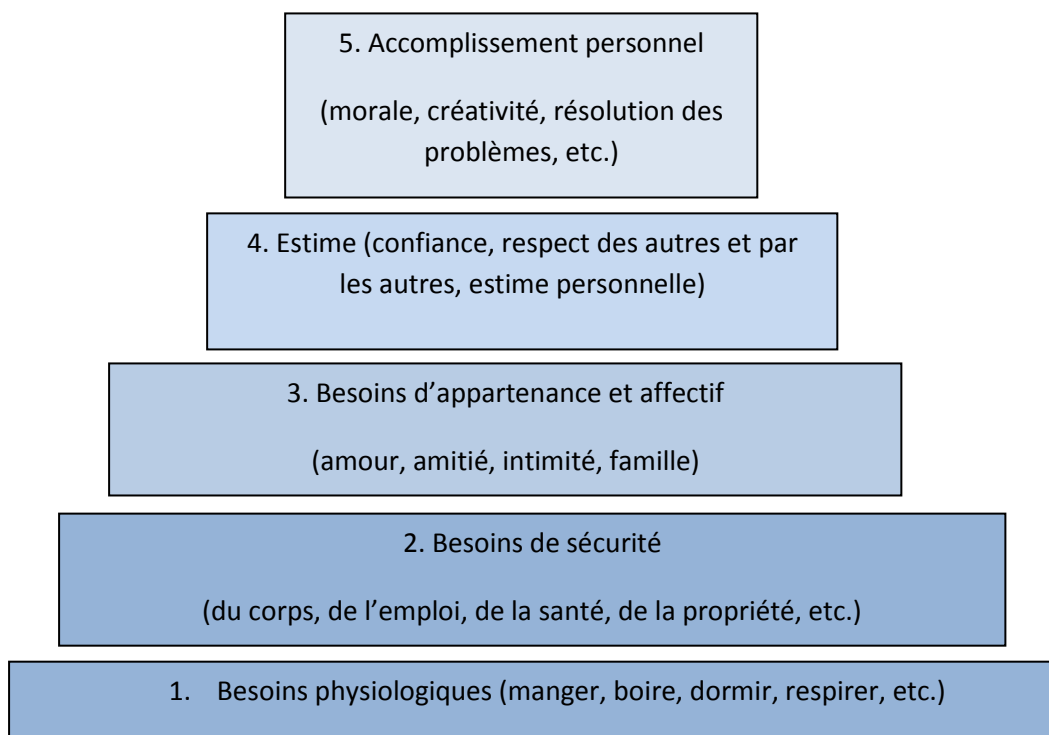 5. Accomplissement personnel
(morale, créativité, résolution des
problèmes, etc.)
4. Estime (confiance, respect des autres et par
les autres, estime personnelle)
3. Besoins d’appartenance et affectif
(amour, amitié, intimité, famille)
2. Besoins de sécurité
(du corps, de l’emploi, de la santé, de la propriété, etc.)
1. Besoins physiologiques (manger, boire, dormir, respirer, etc.)